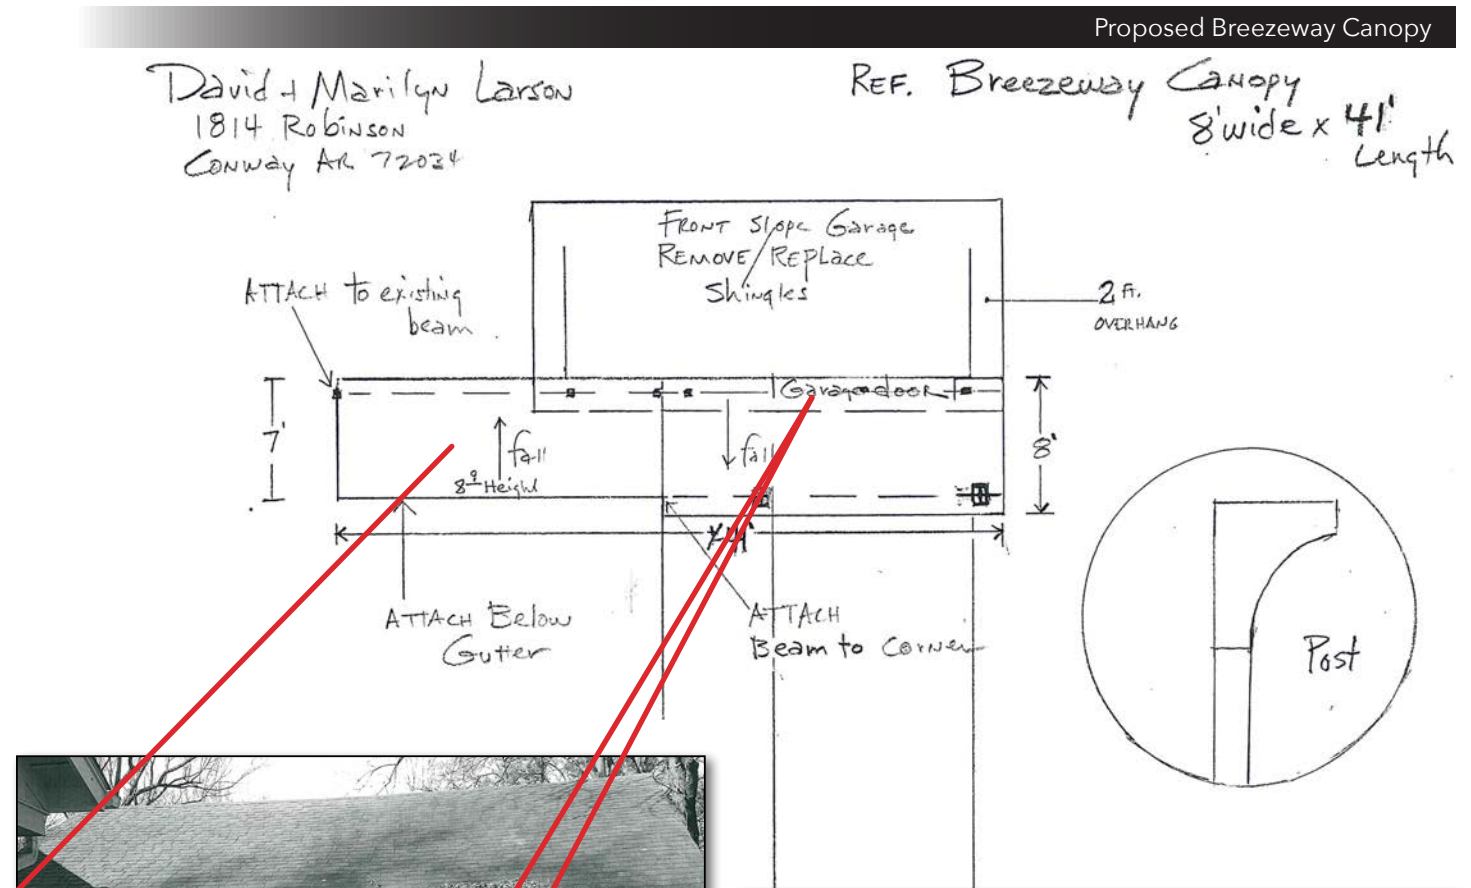 Proposed Breezeway Canopy
David + Marilyn Larson
1814 Robinson
Conway AR 72034
REF. Breezeway Canopy
8' wide x 41'
Length
FRONT Slope Garage
REMOVE/REPLACE
Shingles
ATTACH to existing
beam
2 FT.
OVERHANG
Garage door
7'
fall
8 9 Height
fall
8'
41'
ATTACH Below
Gutter
ATTACH
Beam to Corner
Post